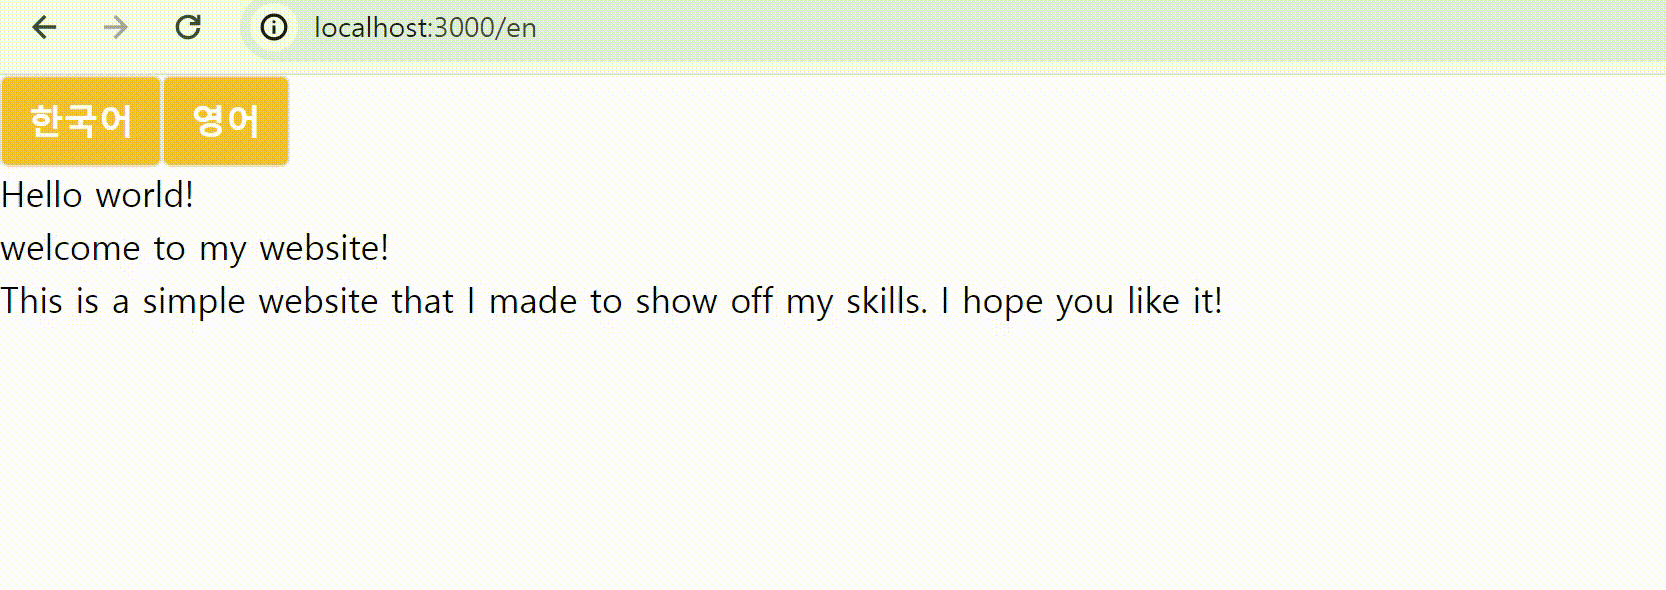 localhost:3000/en
한국어 영어
Hello world!
welcome to my website!
This is a simple website that I made to show off my skills. I hope you like it!